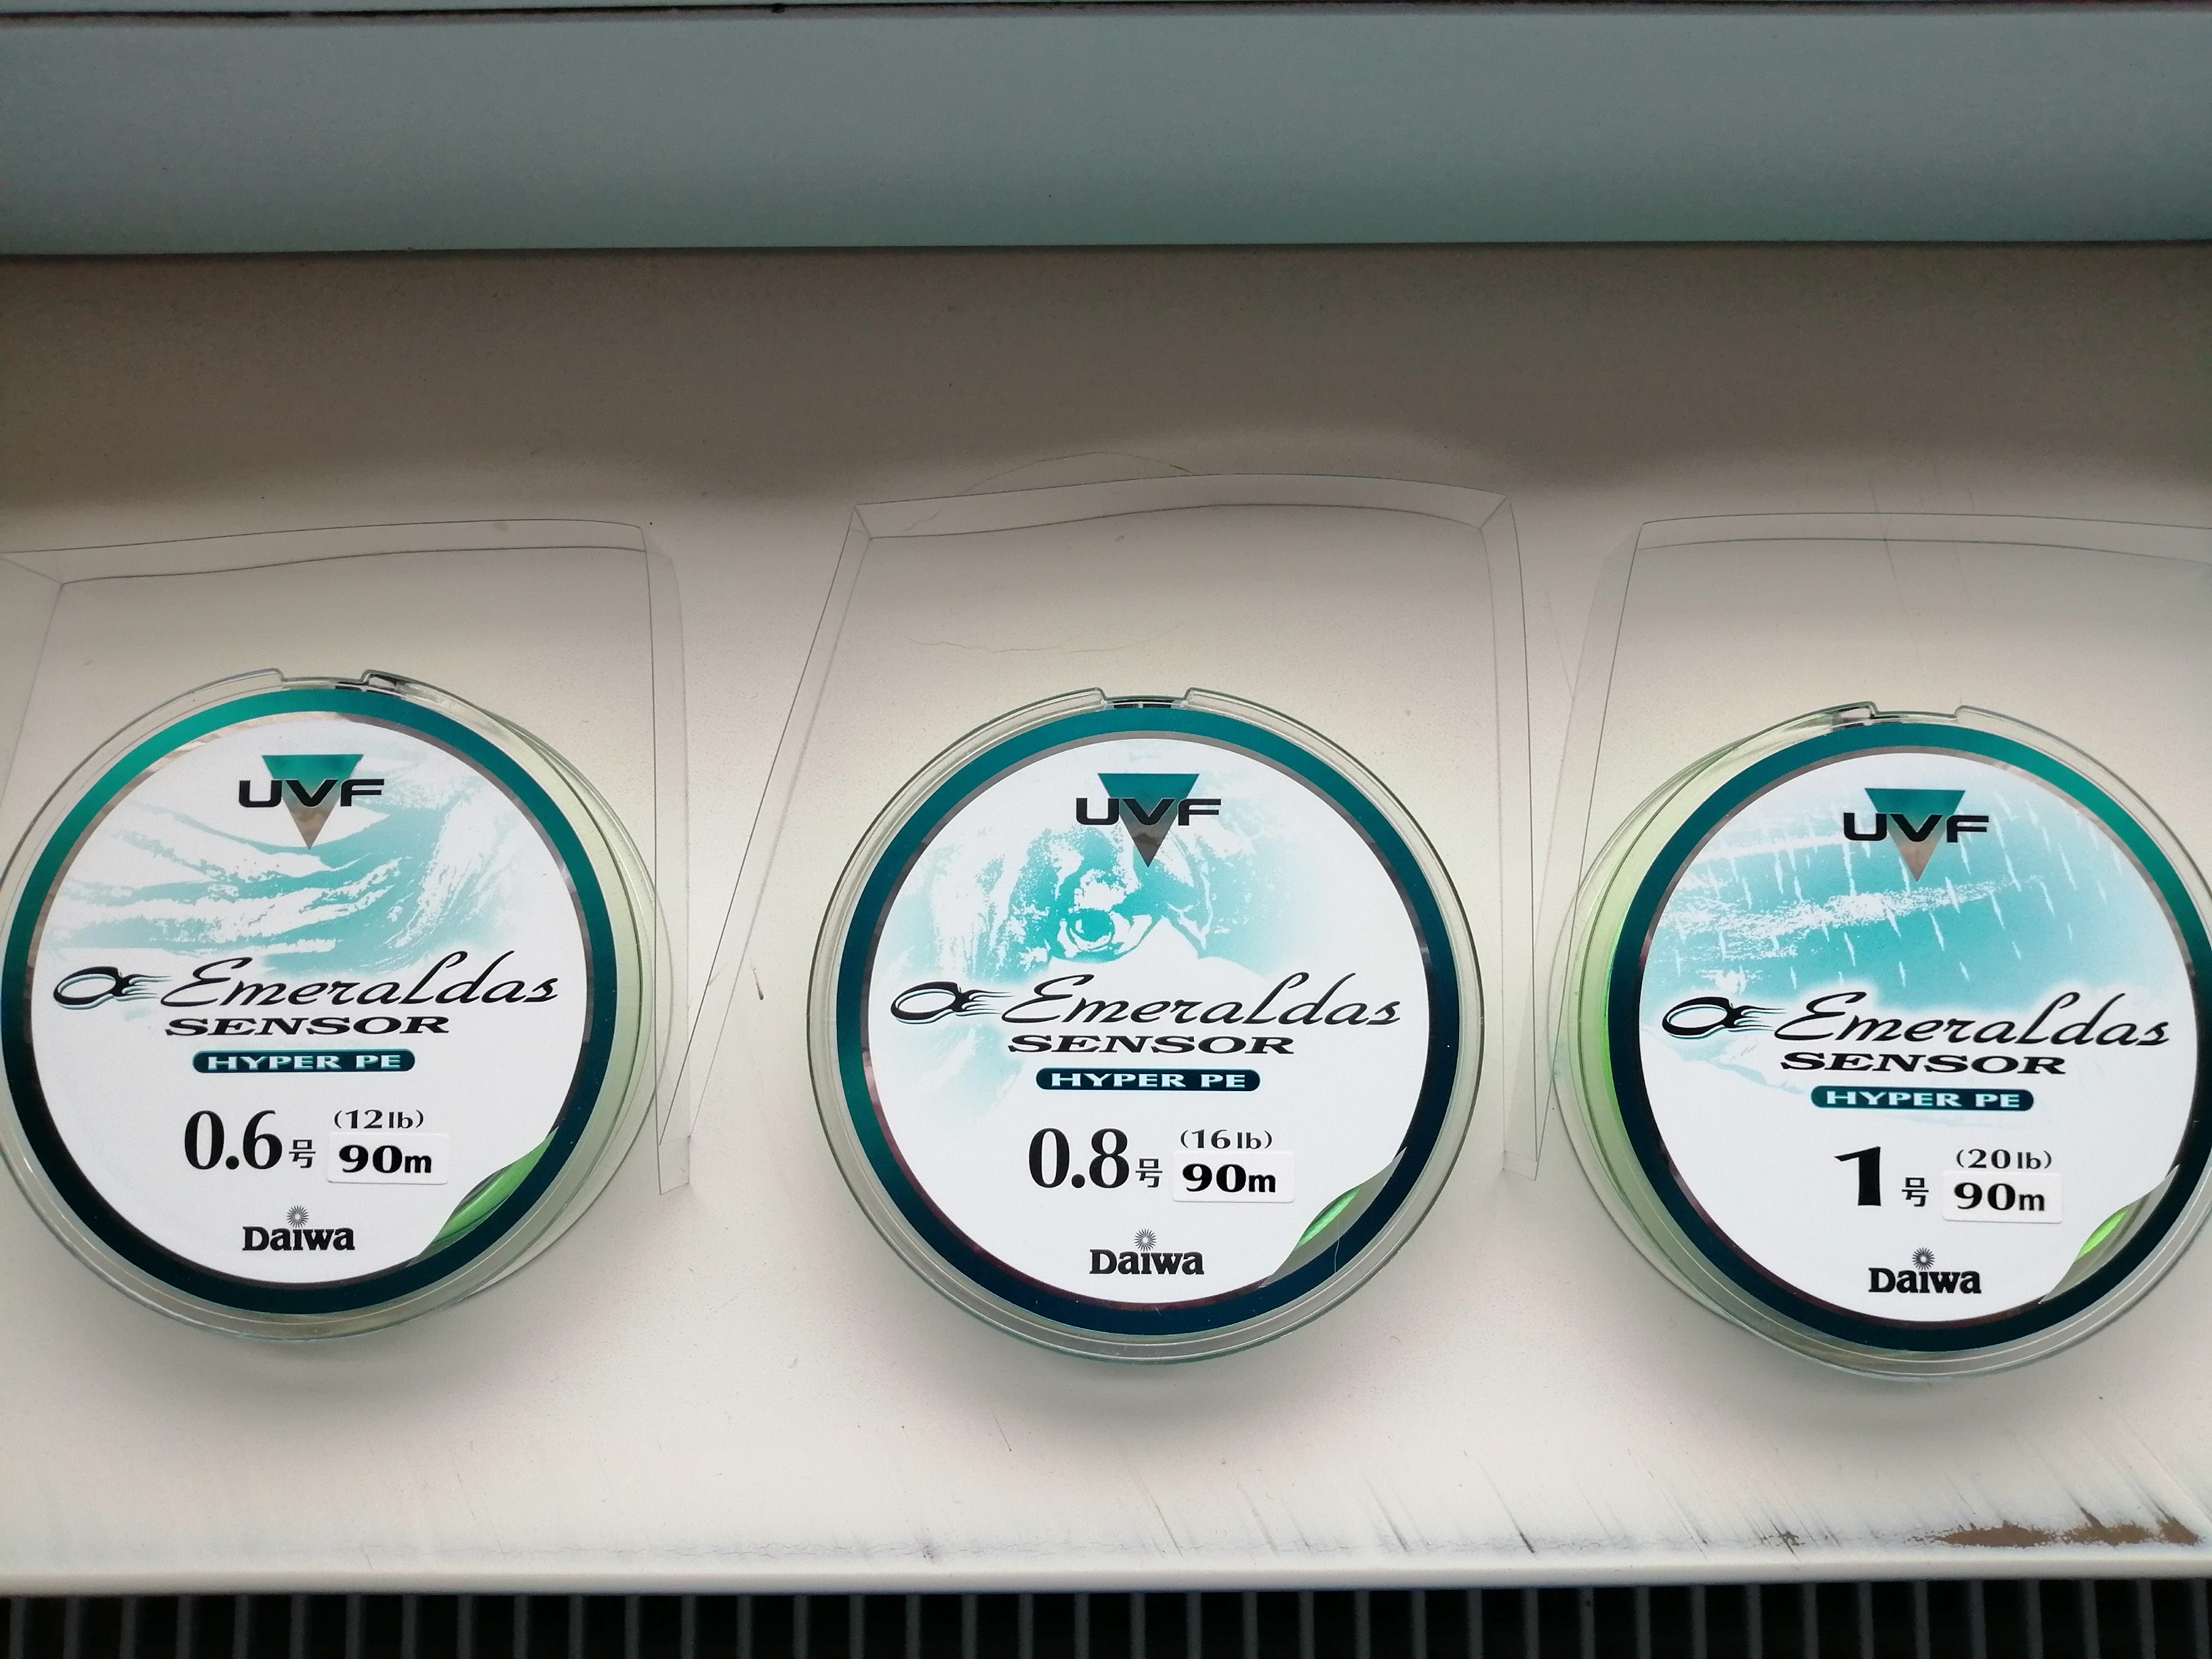 UVF
Emeraldas
SENSOR
HYPER PE
0.6号 (12lb)
90m
Daiwa
UVF
Emeraldas
SENSOR
HYPER PE
0.8号 (16lb)
90m
Daiwa
UVF
Emeraldas
SENSOR
HYPER PE
1号 (20lb)
90m
Daiwa